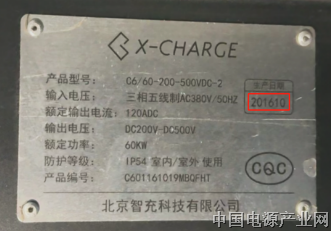 X-CHARGE
产品型号: C6/60-200-500VDC-2
生产日期
输入电压: 三相五线制AC380V/50HZ
201610
额定输出电流: 120ADC
输出电压: DC200V-DC500V
额定功率: 60KW
防护等级: IP54 室内/室外 使用
产品编号: C601161019MBQFHT
CQC
北京智充科技有限公司
中国电源产业网